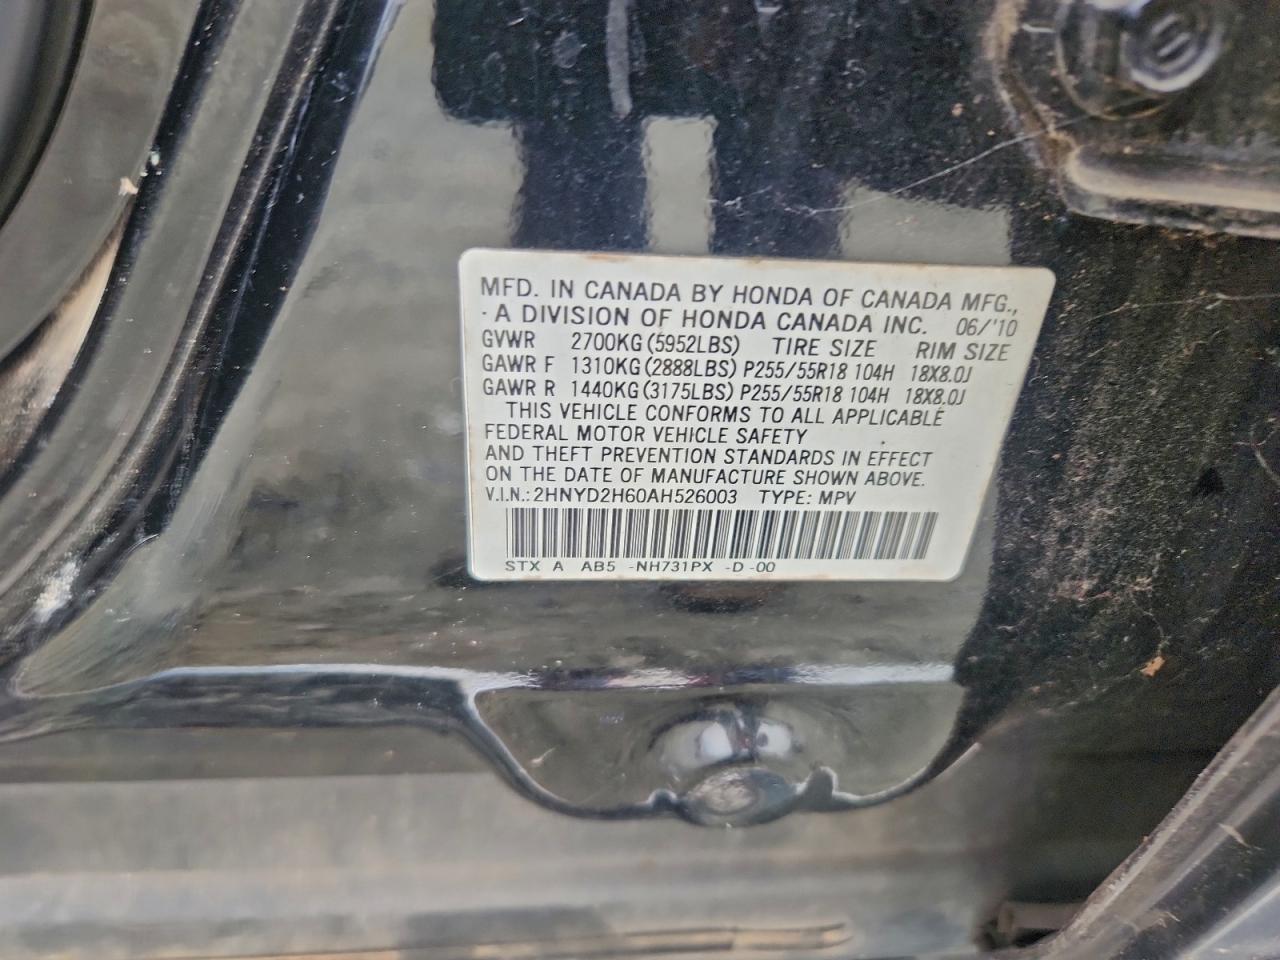 MFD. IN CANADA BY HONDA OF CANADA MFG.,
A DIVISION OF HONDA CANADA INC. 06/'10
GVWR 2700KG (5952LBS) TIRE SIZE RIM SIZE
GAWR F 1310KG (2888LBS) P255/55R18 104H 18X8.0J
GAWR R 1440KG (3175LBS) P255/55R18 104H 18X8.0J
THIS VEHICLE CONFORMS TO ALL APPLICABLE
FEDERAL MOTOR VEHICLE SAFETY
AND THEFT PREVENTION STANDARDS IN EFFECT
ON THE DATE OF MANUFACTURE SHOWN ABOVE.
V.I.N.: 2HNYD2H60AH526003 TYPE: MPV
STX A AB5 -NH731PX -D -00